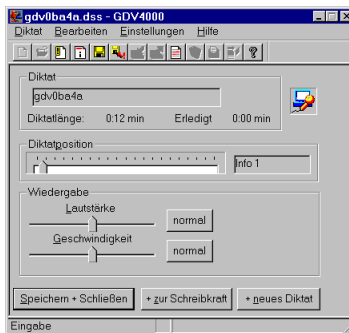 gdv0ba4a.dss - GDV4000
Diktat Bearbeiten Einstellungen Hilfe
Diktat
gdv0ba4a
Diktatlänge: 0:12 min Erledigt 0:00 min
Diktatposition
Info 1
Wiedergabe
Lautstärke
normal
Geschwindigkeit
normal
Speichern + Schließen + zur Schreibkraft + neues Diktat
Eingabe